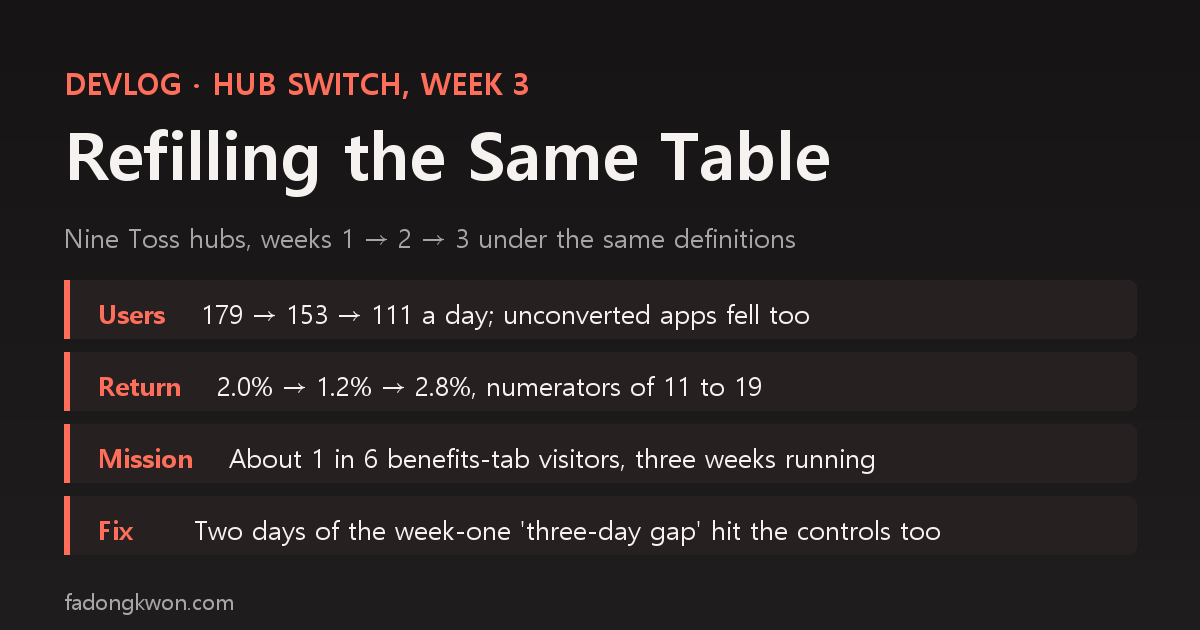 DEVLOG · HUB SWITCH, WEEK 3
Refilling the Same Table
Nine Toss hubs, weeks 1 → 2 → 3 under the same definitions
Users 179 → 153 → 111 a day; unconverted apps fell too
Return 2.0% → 1.2% → 2.8%, numerators of 11 to 19
Mission About 1 in 6 benefits-tab visitors, three weeks running
Fix Two days of the week-one 'three-day gap' hit the controls too
fadongkwon.com